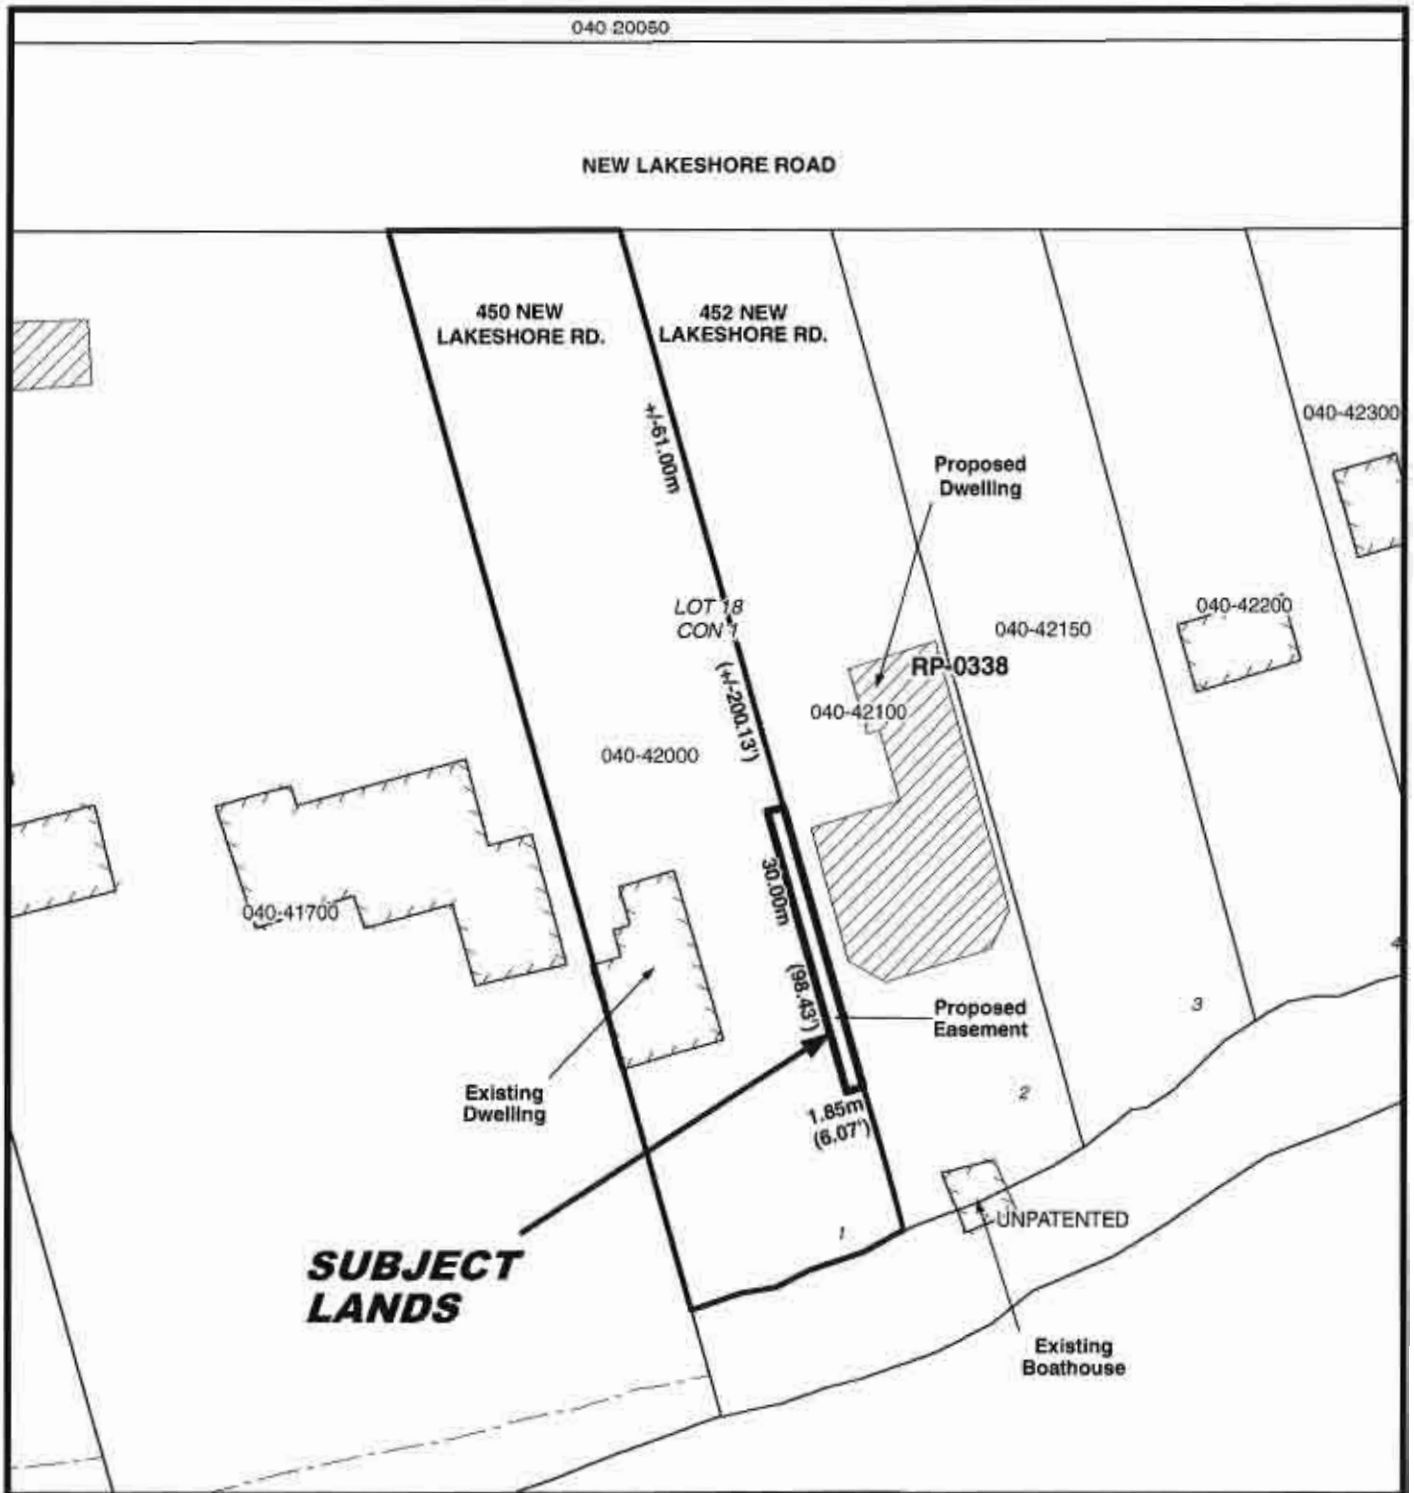 040-20050
NEW LAKESHORE ROAD
450 NEW
LAKESHORE RD.
452 NEW
LAKESHORE RD.
+/-61.00m
040-42300
Proposed
Dwelling
LOT 18
CON 1
040-42200
040-42150
RP-0338
(+/-200.13')
040-42100
040-42000
30.00m
040-41700
(98.43')
4
3
Proposed
Easement
Existing
Dwelling
2
1.85m
(6.07')
UNPATENTED
1
SUBJECT
LANDS
Existing
Boathouse